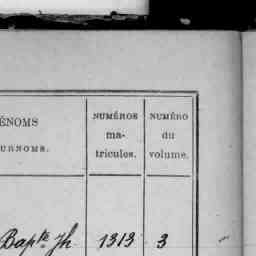 ÉNOMS
URNOMS.
NUMÉROS
ma-
tricules.
NUMÉRO
du
volume.
Bapte Jh 1313 3